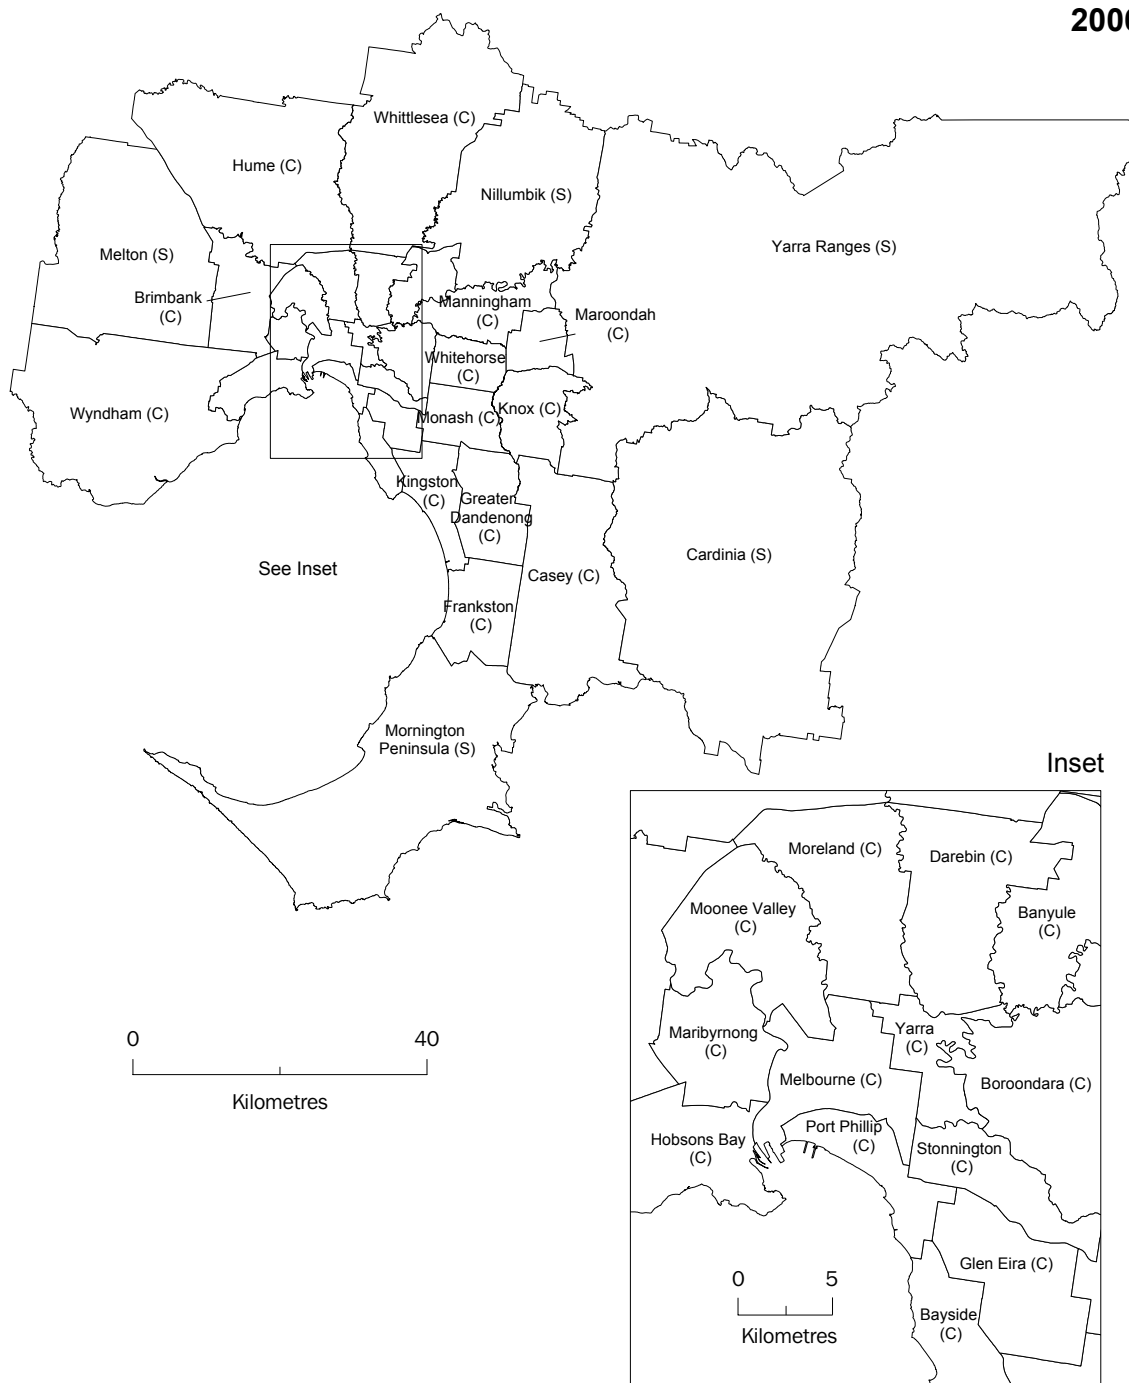 2006
Whittlesea (C)
Hume (C)
Nillumbik (S)
Yarra Ranges (S)
Melton (S)
Brimbank
(C)
Manningham
(C)
Maroondah
(C)
Whitehorse
(C)
Wyndham (C)
Monash (C)
Knox (C)
Kingston
(C)
Greater
Dandenong
(C)
Cardinia (S)
See Inset
Casey (C)
Frankston
(C)
Mornington
Peninsula (S)
Inset
Moreland (C)
Darebin (C)
Moonee Valley
(C)
Banyule
(C)
Maribyrnong
(C)
Yarra
(C)
Melbourne (C)
Boroondara (C)
Port Phillip
(C)
Hobsons Bay
(C)
Stonnington
(C)
Glen Eira (C)
Bayside
(C)
0 40
Kilometres
0 5
Kilometres